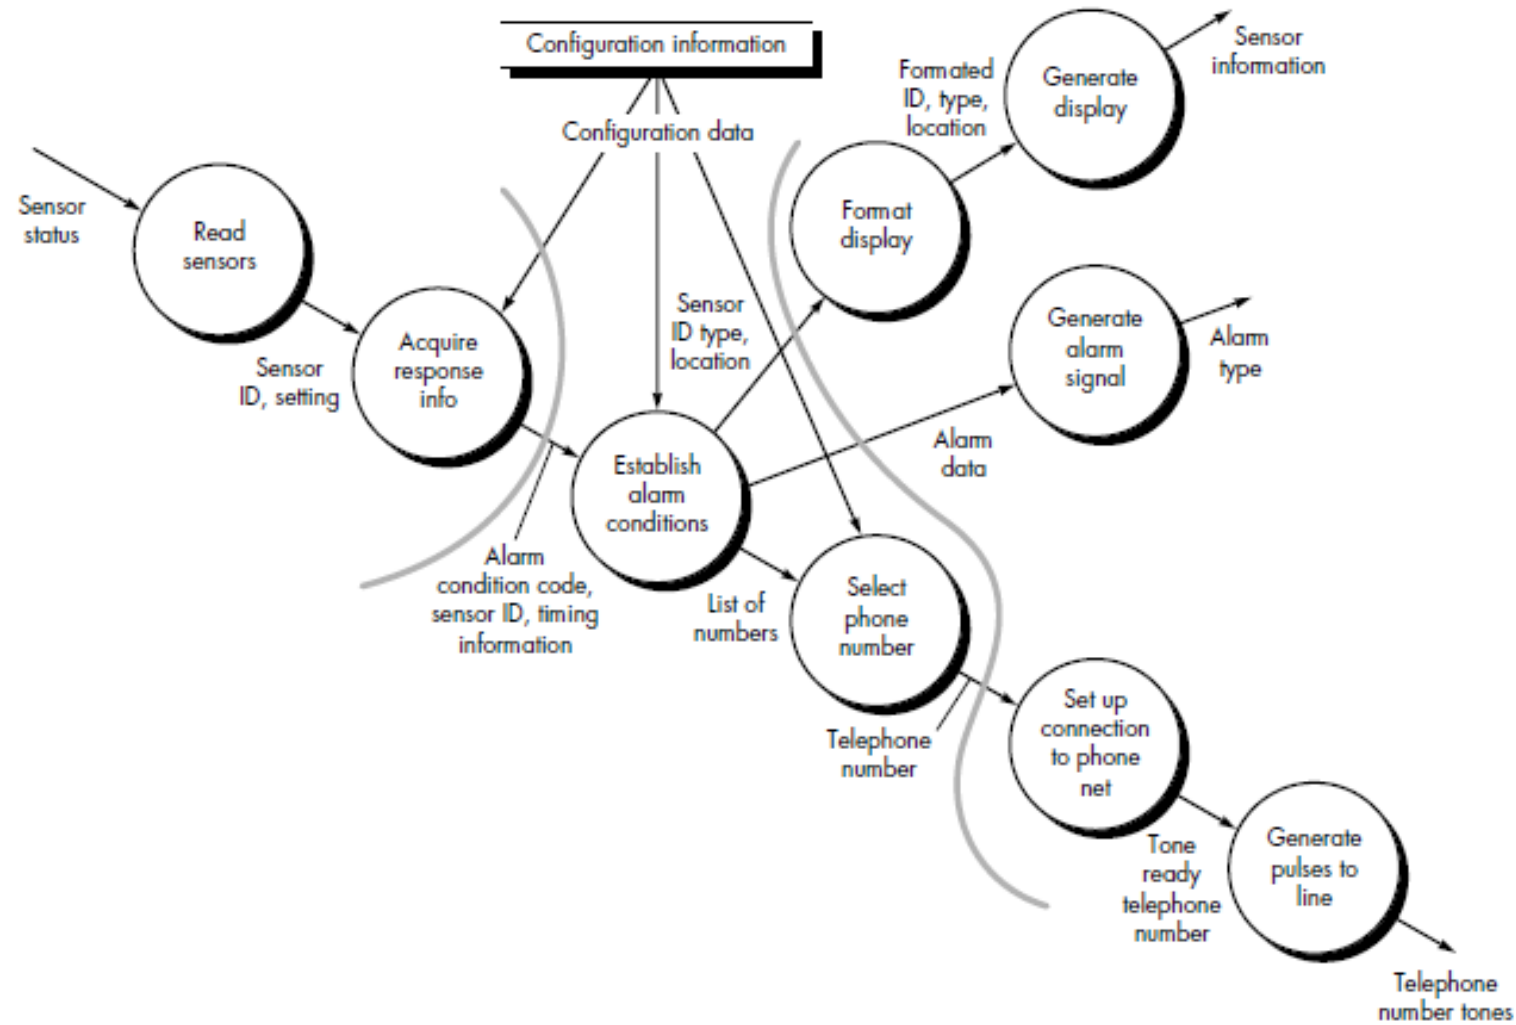 Configuration information
Configuration data
Sensor
status
Read
sensors
Sensor
ID, setting
Acquire
response
info
Alarm
condition code,
sensor ID, timing
information
Establish
alarm
conditions
Sensor
ID type,
location
Format
display
Formated
ID, type,
location
Generate
display
Sensor
information
Alarm
data
Generate
alarm
signal
Alarm
type
List of
numbers
Select
phone
number
Telephone
number
Set up
connection
to phone
net
Tone
ready
telephone
number
Generate
pulses to
line
Telephone
number tones